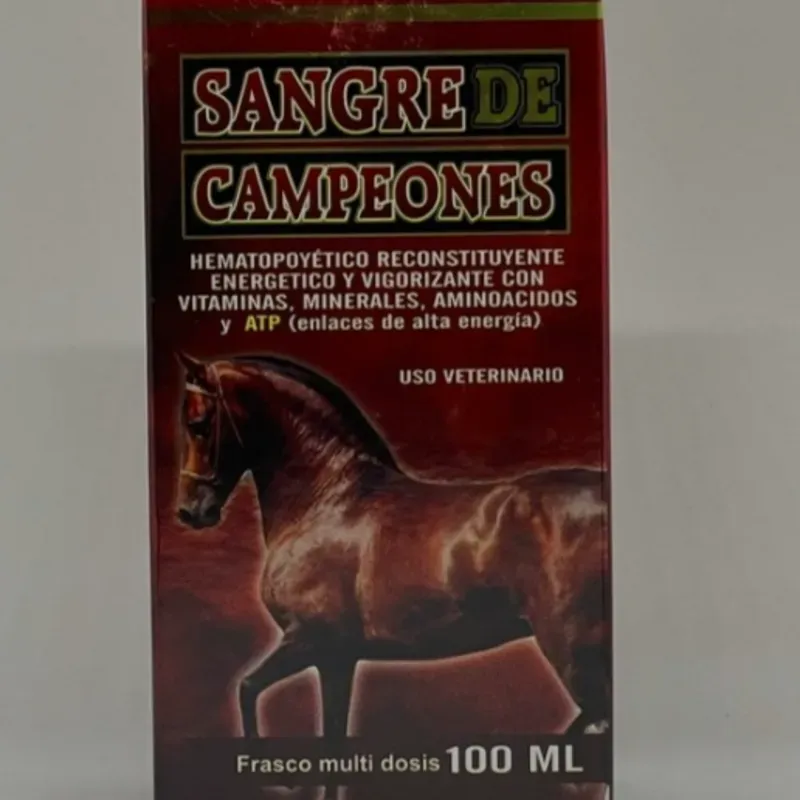 SANGRE DE
CAMPEONES
HEMATOPOYÉTICO RECONSTITUYENTE
ENERGETICO Y VIGORIZANTE CON
VITAMINAS, MINERALES, AMINOACIDOS
y ATP (enlaces de alta energía)
USO VETERINARIO
Frasco multi dosis 100 ML